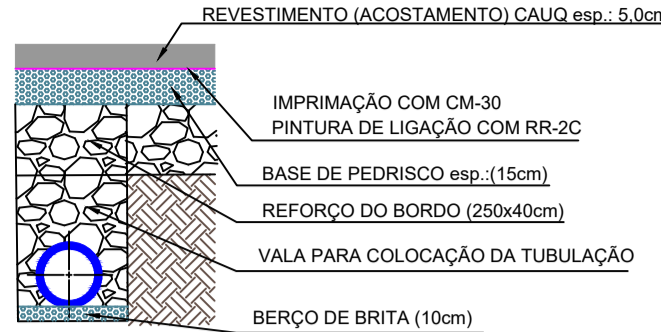 REVESTIMENTO (ACOSTAMENTO) CAUQ esp.: 5,0cm
IMPRIMAÇÃO COM CM-30
PINTURA DE LIGAÇÃO COM RR-2C
BASE DE PEDRISCO esp.:(15cm)
REFORÇO DO BORDO (250x40cm)
VALA PARA COLOCAÇÃO DA TUBULAÇÃO
BERÇO DE BRITA (10cm)